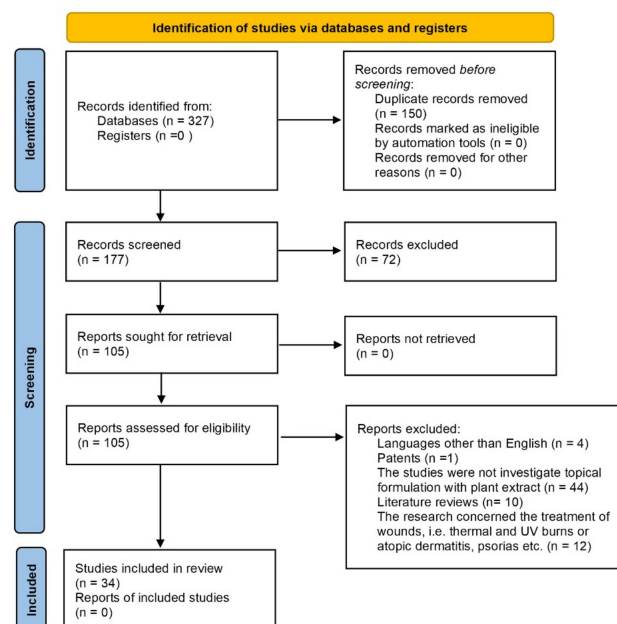 Identification of studies via databases and registers
Identification
Records identified from:
Databases (n = 327)
Registers (n =0 )
Records removed before
screening:
Duplicate records removed
(n = 150)
Records marked as ineligible
by automation tools (n = 0)
Records removed for other
reasons (n = 0)
Screening
Records screened
(n = 177)
Records excluded
(n = 72)
Reports sought for retrieval
(n = 105)
Reports not retrieved
(n = 0)
Reports assessed for eligibility
(n = 105)
Reports excluded:
Languages other than English (n = 4)
Patents (n =1)
The studies were not investigate topical
formulation with plant extract (n = 44)
Literature reviews (n= 10)
The research concerned the treatment of
wounds, i.e. thermal and UV burns or
atopic dermatitis, psorias etc. (n = 12)
Included
Studies included in review
(n = 34)
Reports of included studies
(n = 0)